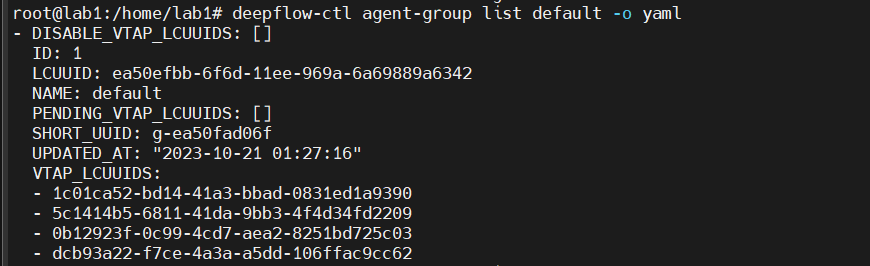 root@lab1:/home/lab1# deepflow-ctl agent-group list default -o yaml
- DISABLE_VTAP_LCUUIDS: []
  ID: 1
  LCUUID: ea50efbb-6f6d-11ee-969a-6a69889a6342
  NAME: default
  PENDING_VTAP_LCUUIDS: []
  SHORT_UUID: g-ea50fad06f
  UPDATED_AT: "2023-10-21 01:27:16"
  VTAP_LCUUIDS:
  - 1c01ca52-bd14-41a3-bbad-0831ed1a9390
  - 5c1414b5-6811-41da-9bb3-4f4d34fd2209
  - 0b12923f-0c99-4cd7-aea2-8251bd725c03
  - dcb93a22-f7ce-4a3a-a5dd-106ffac9cc62